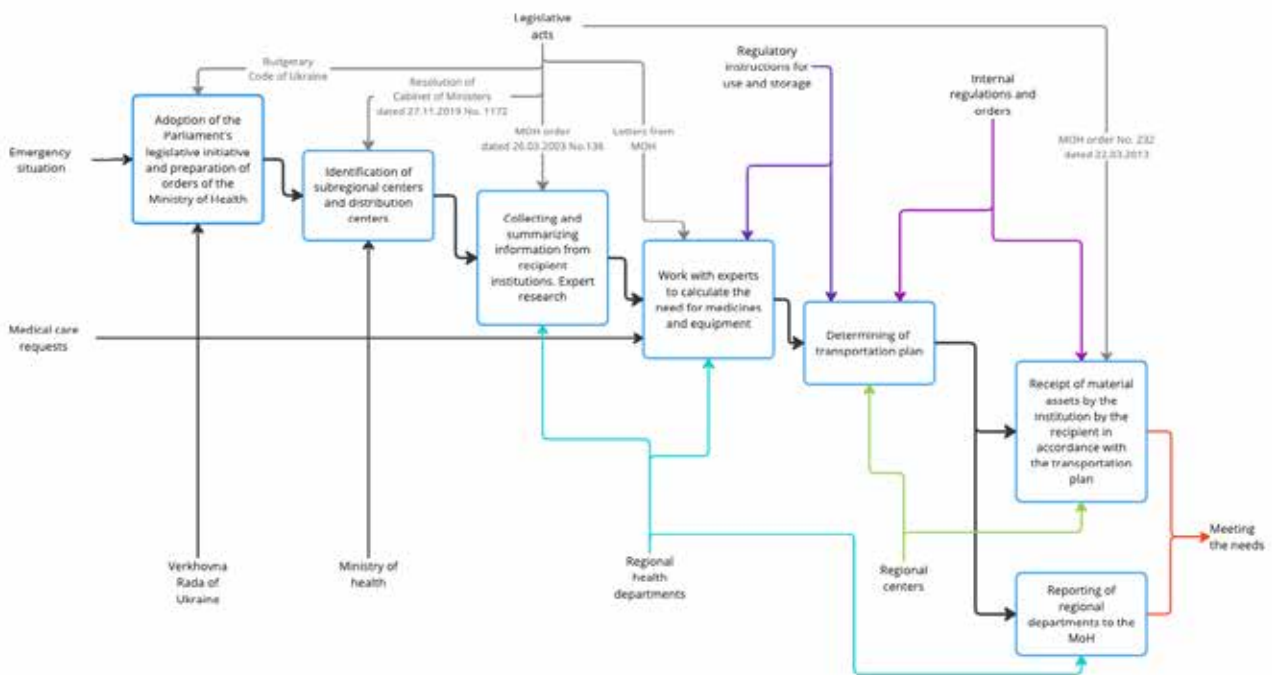 Legislative
acts
Budgetary
Code of Ukraine
Resolution of
Cabinet of Ministers
dated 27.11.2019 No. 1172
MOH order
dated 26.03.2003 No.136
Letters from
MOH
Regulatory
instructions for
use and storage
Internal
regulations and
orders
MOH order No. 232
dated 22.03.2013
Emergency
situation
Adoption of the
Parliament's
legislative initiative
and preparation of
orders of the
Ministry of Health
Identification of
subregional centers
and distribution
centers
Collecting and
summarizing
information from
recipient
institutions. Expert
research
Work with experts
to calculate the
need for medicines
and equipment
Medical care
requests
Determining of
transportation plan
Receipt of material
assets by the
institution by the
recipient in
accordance with
the transportation
plan
Meeting
the needs
Verkhovna
Rada of
Ukraine
Ministry of
health
Regional
health
departments
Regional
centers
Reporting of
regional
departments to the
MoH